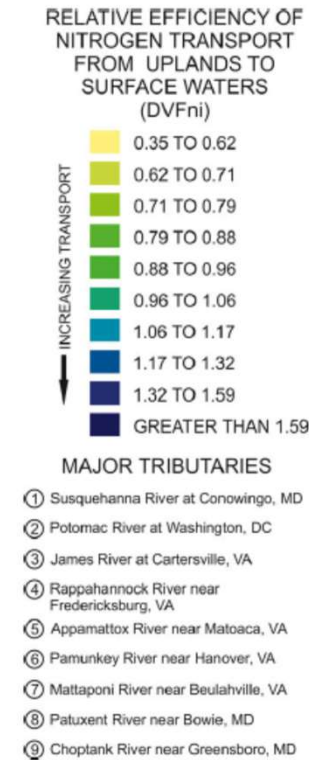 RELATIVE EFFICIENCY OF
NITROGEN TRANSPORT
FROM UPLANDS TO
SURFACE WATERS
(DVFni)
INCREASING TRANSPORT
0.35 TO 0.62
0.62 TO 0.71
0.71 TO 0.79
0.79 TO 0.88
0.88 TO 0.96
0.96 TO 1.06
1.06 TO 1.17
1.17 TO 1.32
1.32 TO 1.59
GREATER THAN 1.59
MAJOR TRIBUTARIES
1 Susquehanna River at Conowingo, MD
2 Potomac River at Washington, DC
3 James River at Cartersville, VA
4 Rappahannock River near
Fredericksburg, VA
5 Appamattox River near Matoaca, VA
6 Pamunkey River near Hanover, VA
7 Mattaponi River near Beulahville, VA
8 Patuxent River near Bowie, MD
9 Choptank River near Greensboro, MD